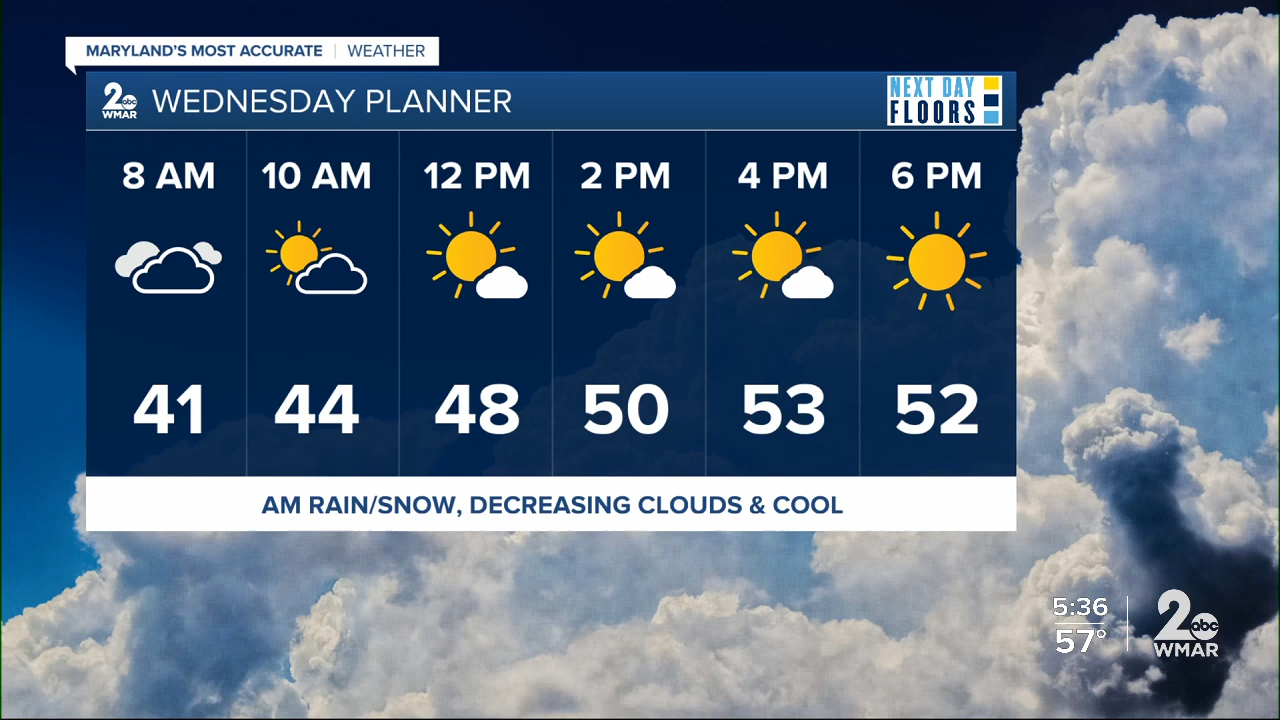 MARYLAND'S MOST ACCURATE | WEATHER
2 abc WMAR
WEDNESDAY PLANNER
NEXT DAY
FLOORS
8 AM 10 AM 12 PM 2 PM 4 PM 6 PM
41 44 48 50 53 52
AM RAIN/SNOW, DECREASING CLOUDS & COOL
5:36
57°
2 abc
WMAR